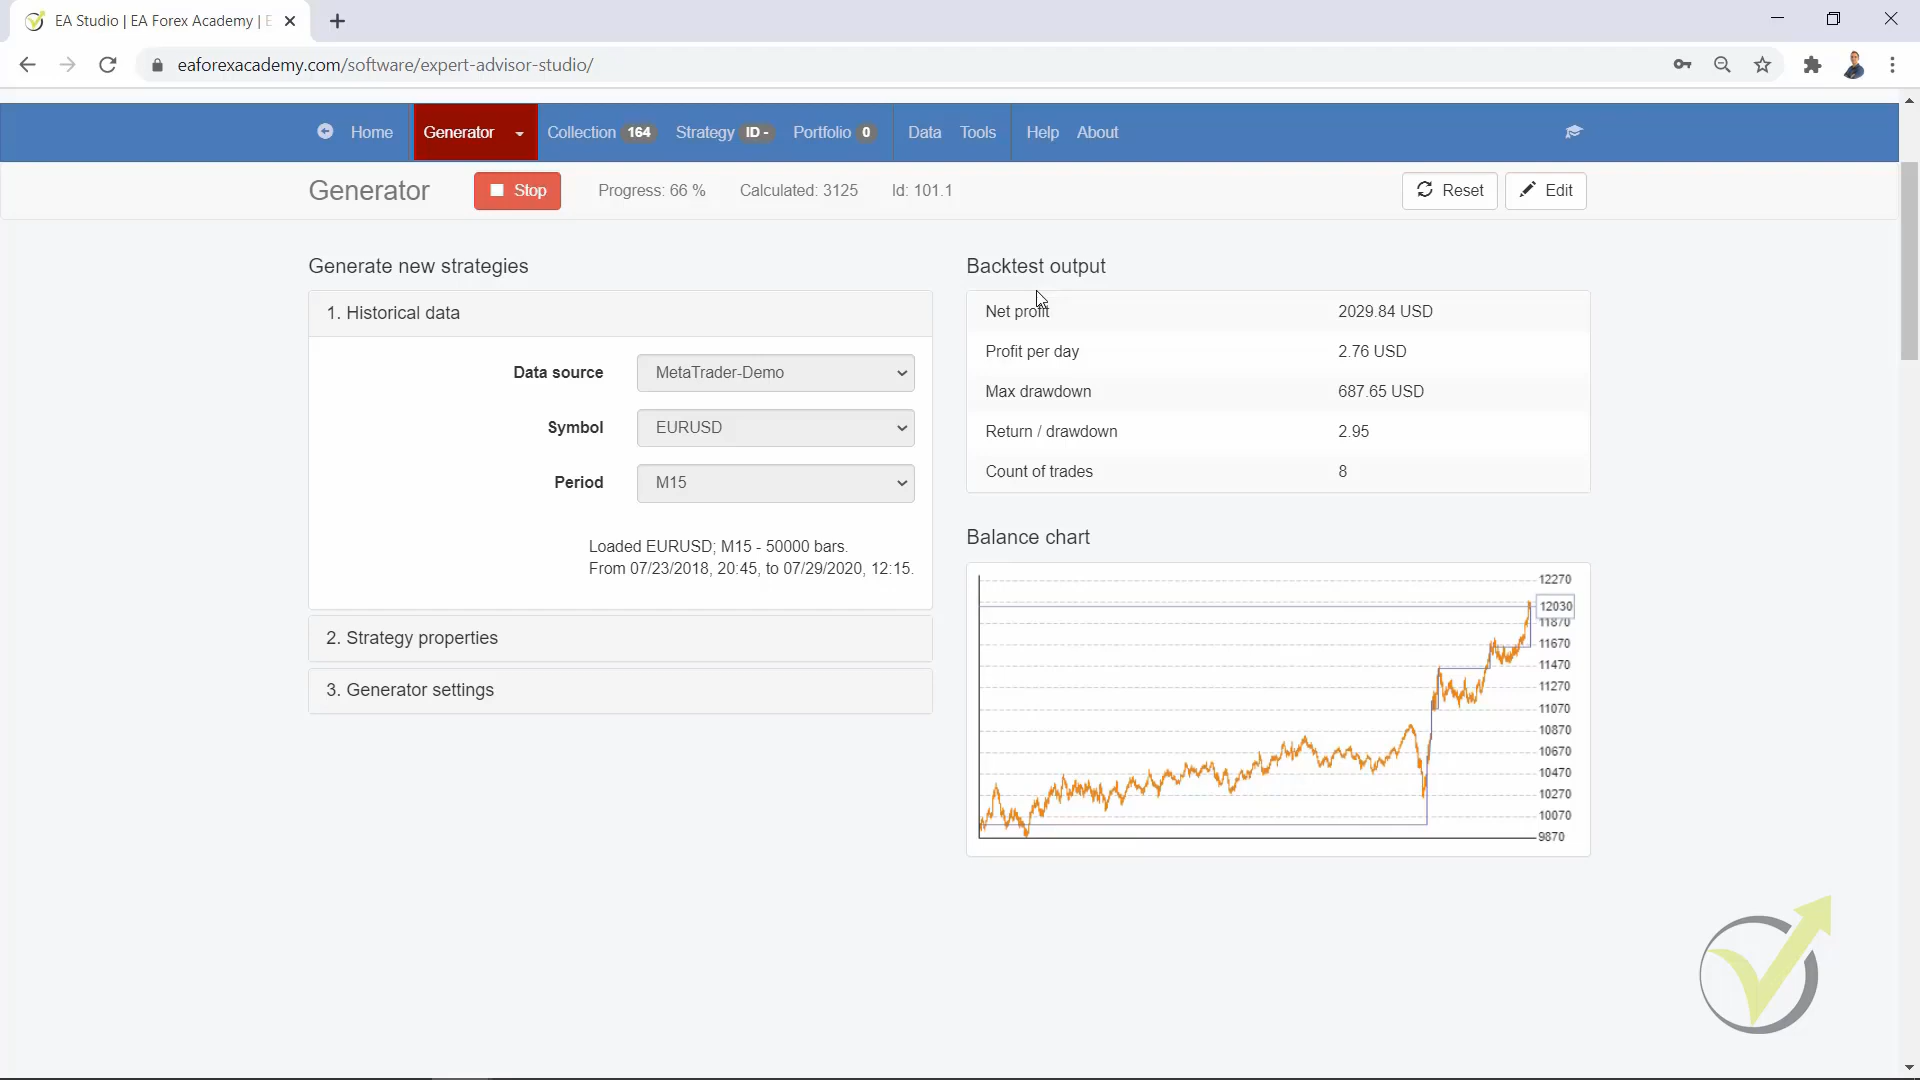 EA Studio | EA Forex Academy | E
eaforexacademy.com/software/expert-advisor-studio/
Home Generator Collection 164 Strategy ID - Portfolio 0 Data Tools Help About
Generator Stop Progress: 66 % Calculated: 3125 Id: 101.1 Reset Edit
Generate new strategies
1. Historical data
Data source MetaTrader-Demo
Symbol EURUSD
Period M15
Loaded EURUSD; M15 - 50000 bars.
From 07/23/2018, 20:45, to 07/29/2020, 12:15.
2. Strategy properties
3. Generator settings
Backtest output
Net profit 2029.84 USD
Profit per day 2.76 USD
Max drawdown 687.65 USD
Return / drawdown 2.95
Count of trades 8
Balance chart
12270
12030
11870
11670
11470
11270
11070
10870
10670
10470
10270
10070
9870